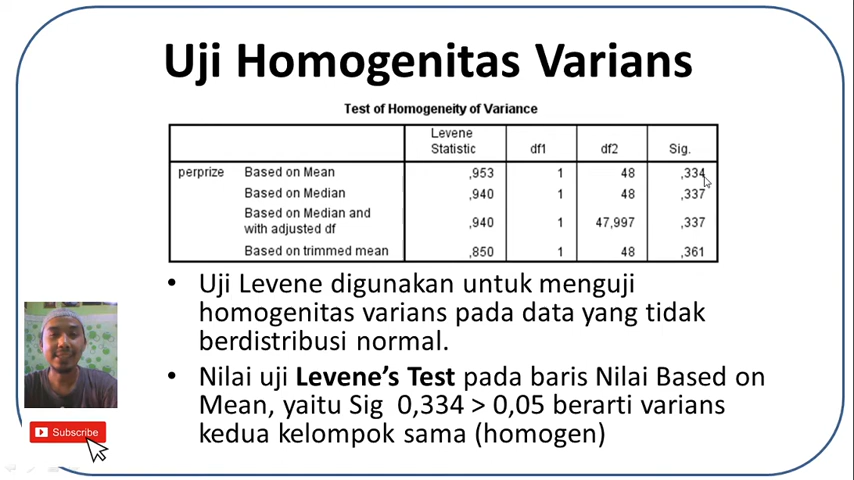 Uji Homogenitas Varians
Test of Homogeneity of Variance
Levene Statistic df1 df2 Sig.
perprize Based on Mean ,953 1 48 ,334
Based on Median ,940 1 48 ,337
Based on Median and with adjusted df ,940 1 47,997 ,337
Based on trimmed mean ,850 1 48 ,361
• Uji Levene digunakan untuk menguji
homogenitas varians pada data yang tidak
berdistribusi normal.
• Nilai uji Levene's Test pada baris Nilai Based on
Mean, yaitu Sig 0,334 > 0,05 berarti varians
kedua kelompok sama (homogen)
Subscribe